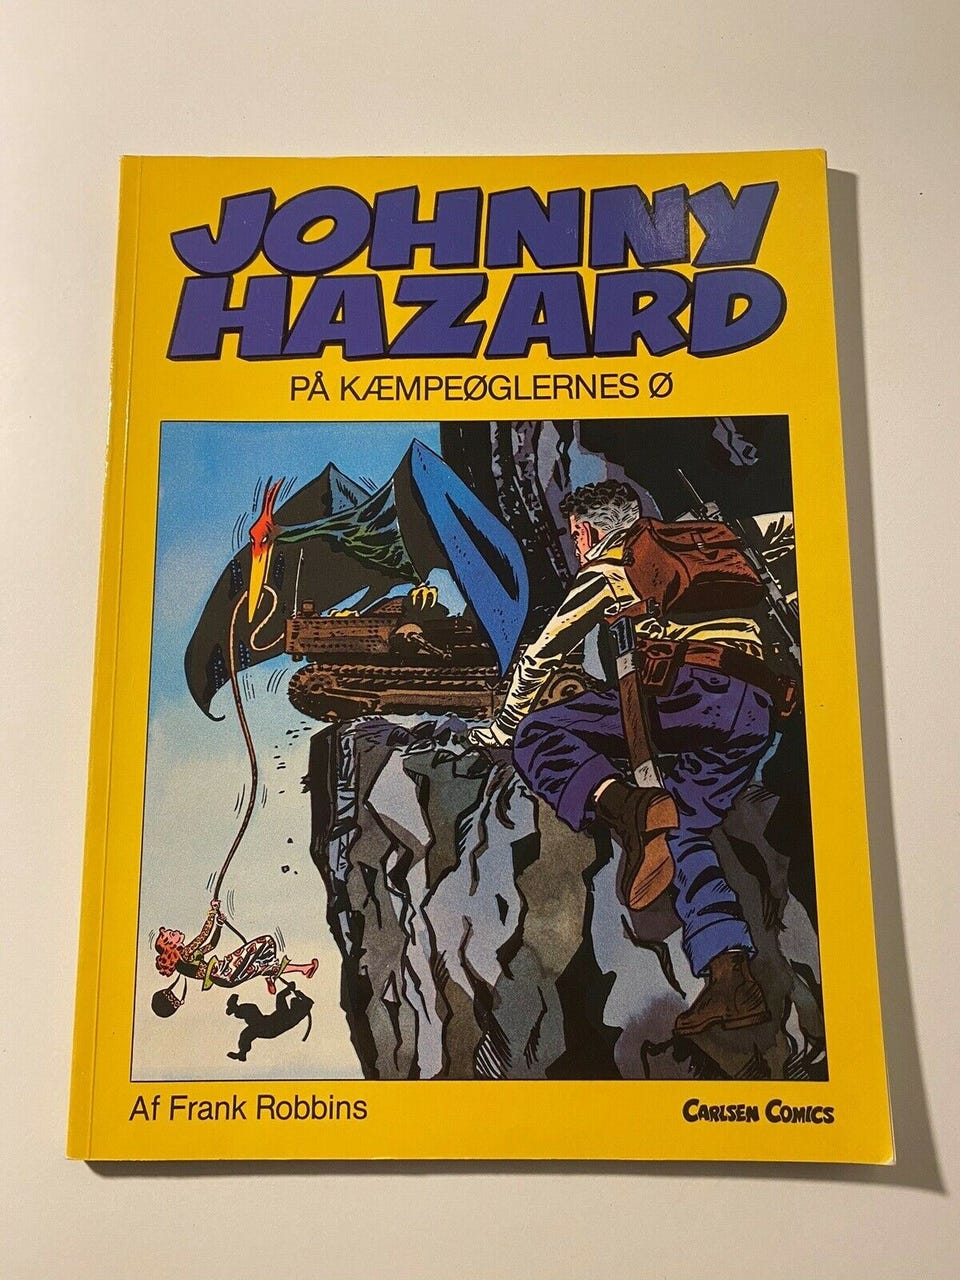 JOHNNY
HAZARD
PÅ KÆMPEØGLERNES Ø
Af Frank Robbins
CARLSEN COMICS